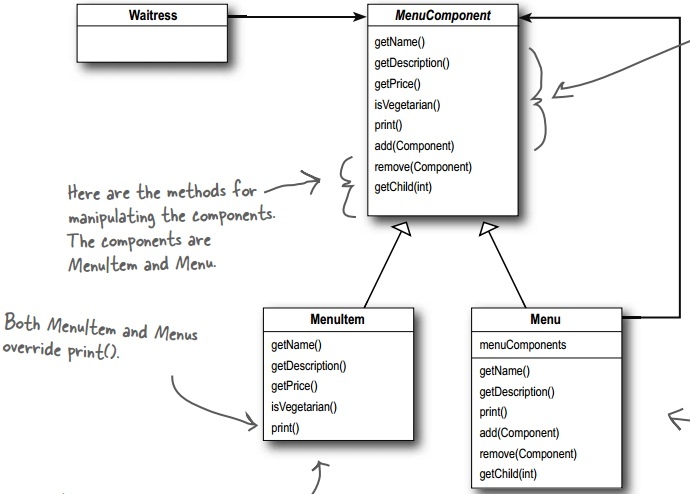 Waitress
MenuComponent
getName()
getDescription()
getPrice()
isVegetarian()
print()
add(Component)
remove(Component)
getChild(int)
Here are the methods for
manipulating the components.
The components are
MenuItem and Menu.
Both MenuItem and Menus
override print().
MenuItem
getName()
getDescription()
getPrice()
isVegetarian()
print()
Menu
menuComponents
getName()
getDescription()
print()
add(Component)
remove(Component)
getChild(int)